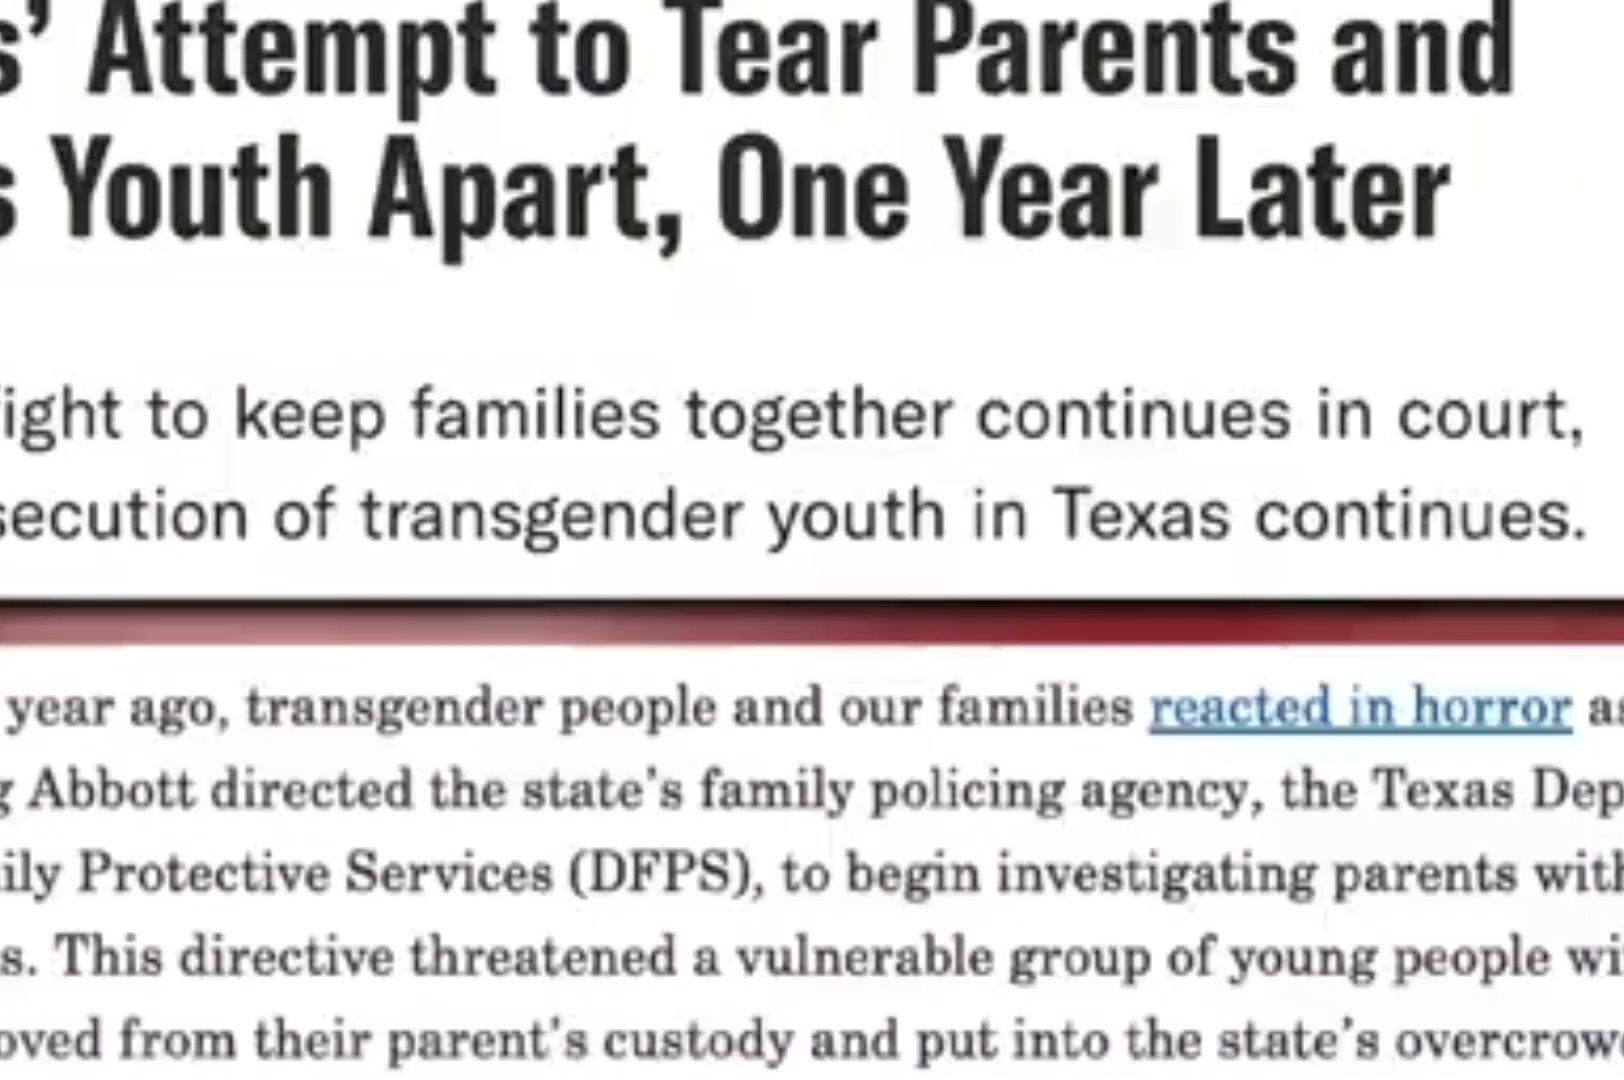 s’ Attempt to Tear Parents and
s Youth Apart, One Year Later
ight to keep families together continues in court,
secution of transgender youth in Texas continues.
year ago, transgender people and our families reacted in horror as
g Abbott directed the state’s family policing agency, the Texas Dep
ily Protective Services (DFPS), to begin investigating parents with
s. This directive threatened a vulnerable group of young people wi
oved from their parent’s custody and put into the state’s overcrow